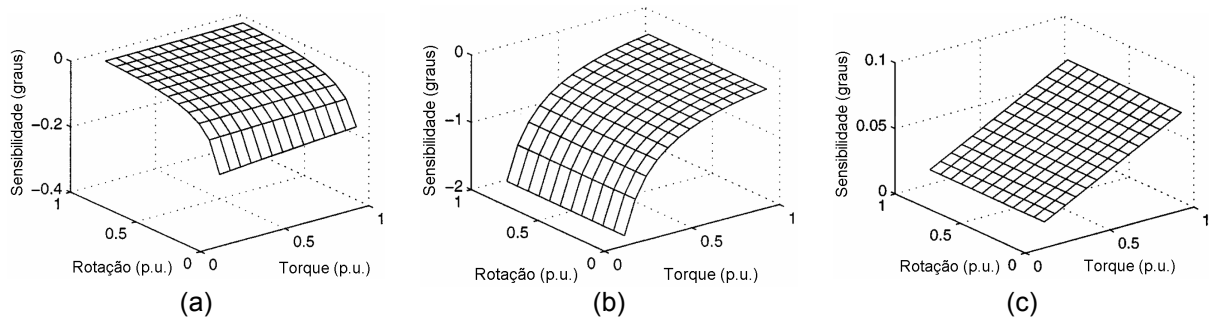 Sensibilidade (graus)
0
−0.2
−0.4
1
0.5
0
0
0.5
1
Rotação (p.u.)
Torque (p.u.)
(a)
Sensibilidade (graus)
0
−1
−2
1
0.5
0
0
0.5
1
Rotação (p.u.)
Torque (p.u.)
(b)
Sensibilidade (graus)
0.1
0.05
0
1
0.5
0
0
0.5
1
Rotação (p.u.)
Torque (p.u.)
(c)